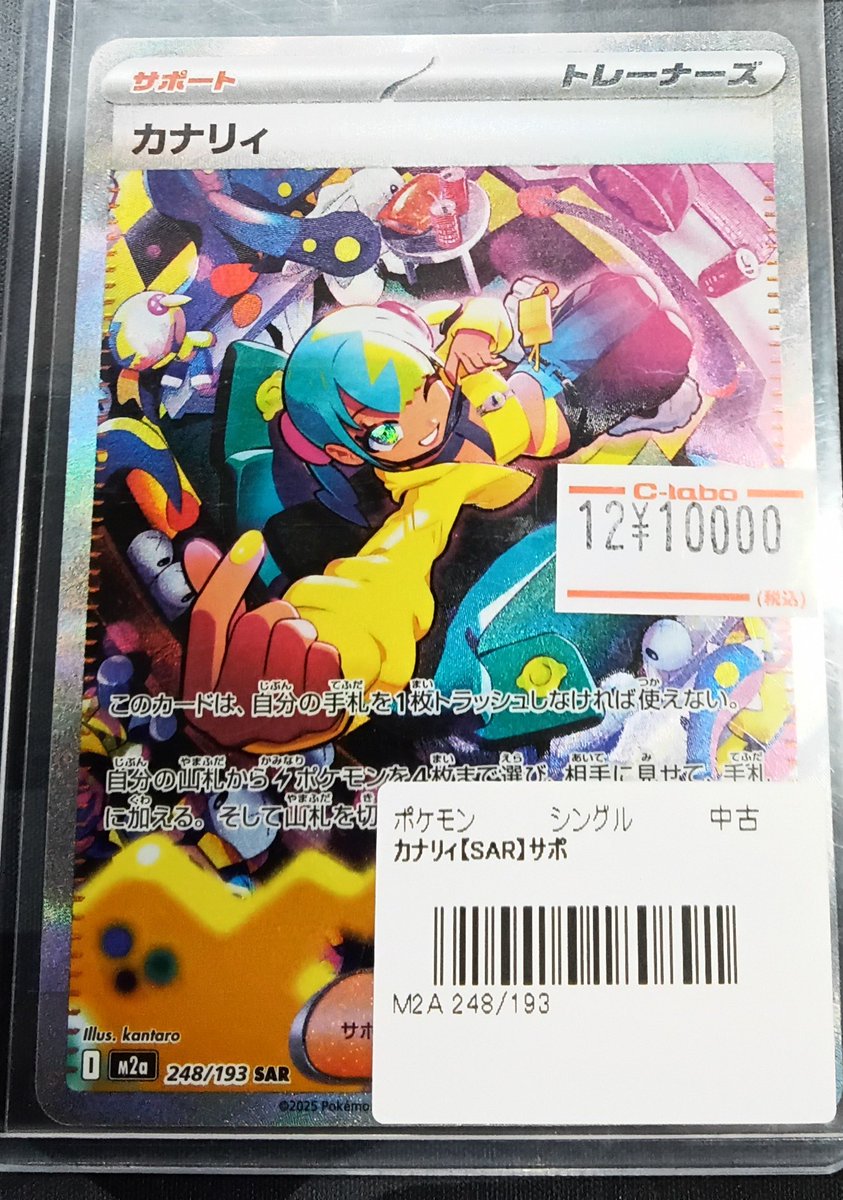 サポート
トレーナーズ
カナリィ
C-labo
12¥10000
(税込)
このカードは、自分の手札を1枚トラッシュしなければ使えない。
自分の山札からポケモンを4枚まで選び、相手に見せて、手札
に加える。そして山札を切
ポケモン シングル 中古
カナリィ【SAR】サポ
M2A 248/193
サポ
Illus. kantaro
I m2a 248/193 SAR
©2025 Pokémo